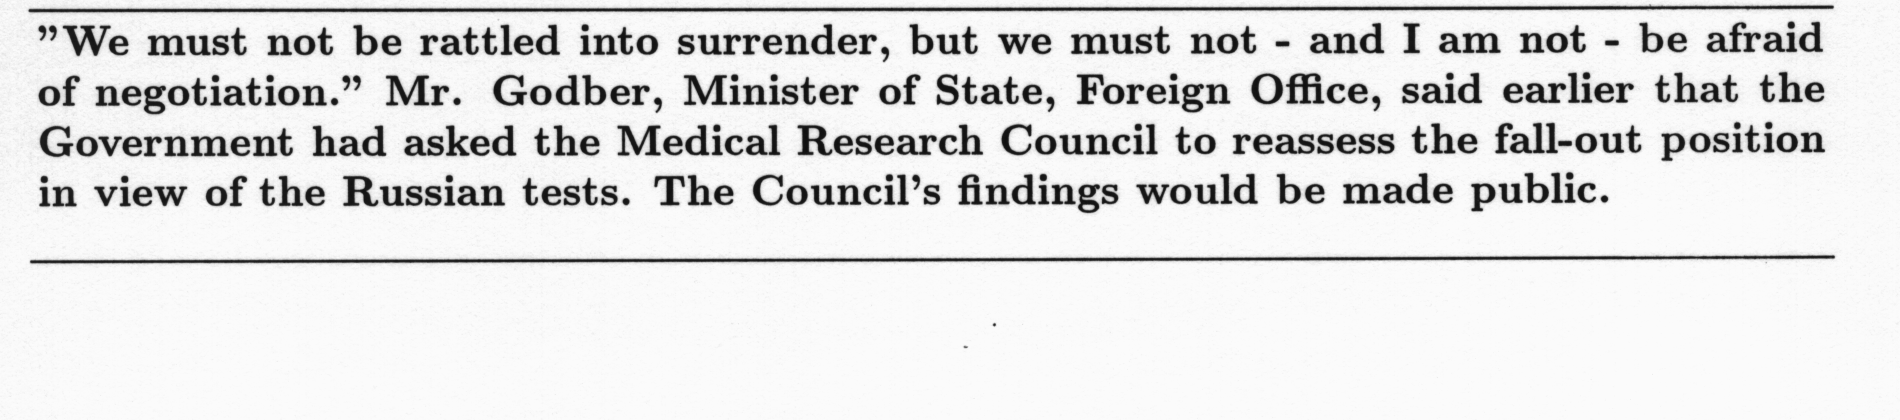 ”We must not be rattled into surrender, but we must not - and I am not - be afraid
of negotiation.” Mr. Godber, Minister of State, Foreign Office, said earlier that the
Government had asked the Medical Research Council to reassess the fall-out position
in view of the Russian tests. The Council’s findings would be made public.